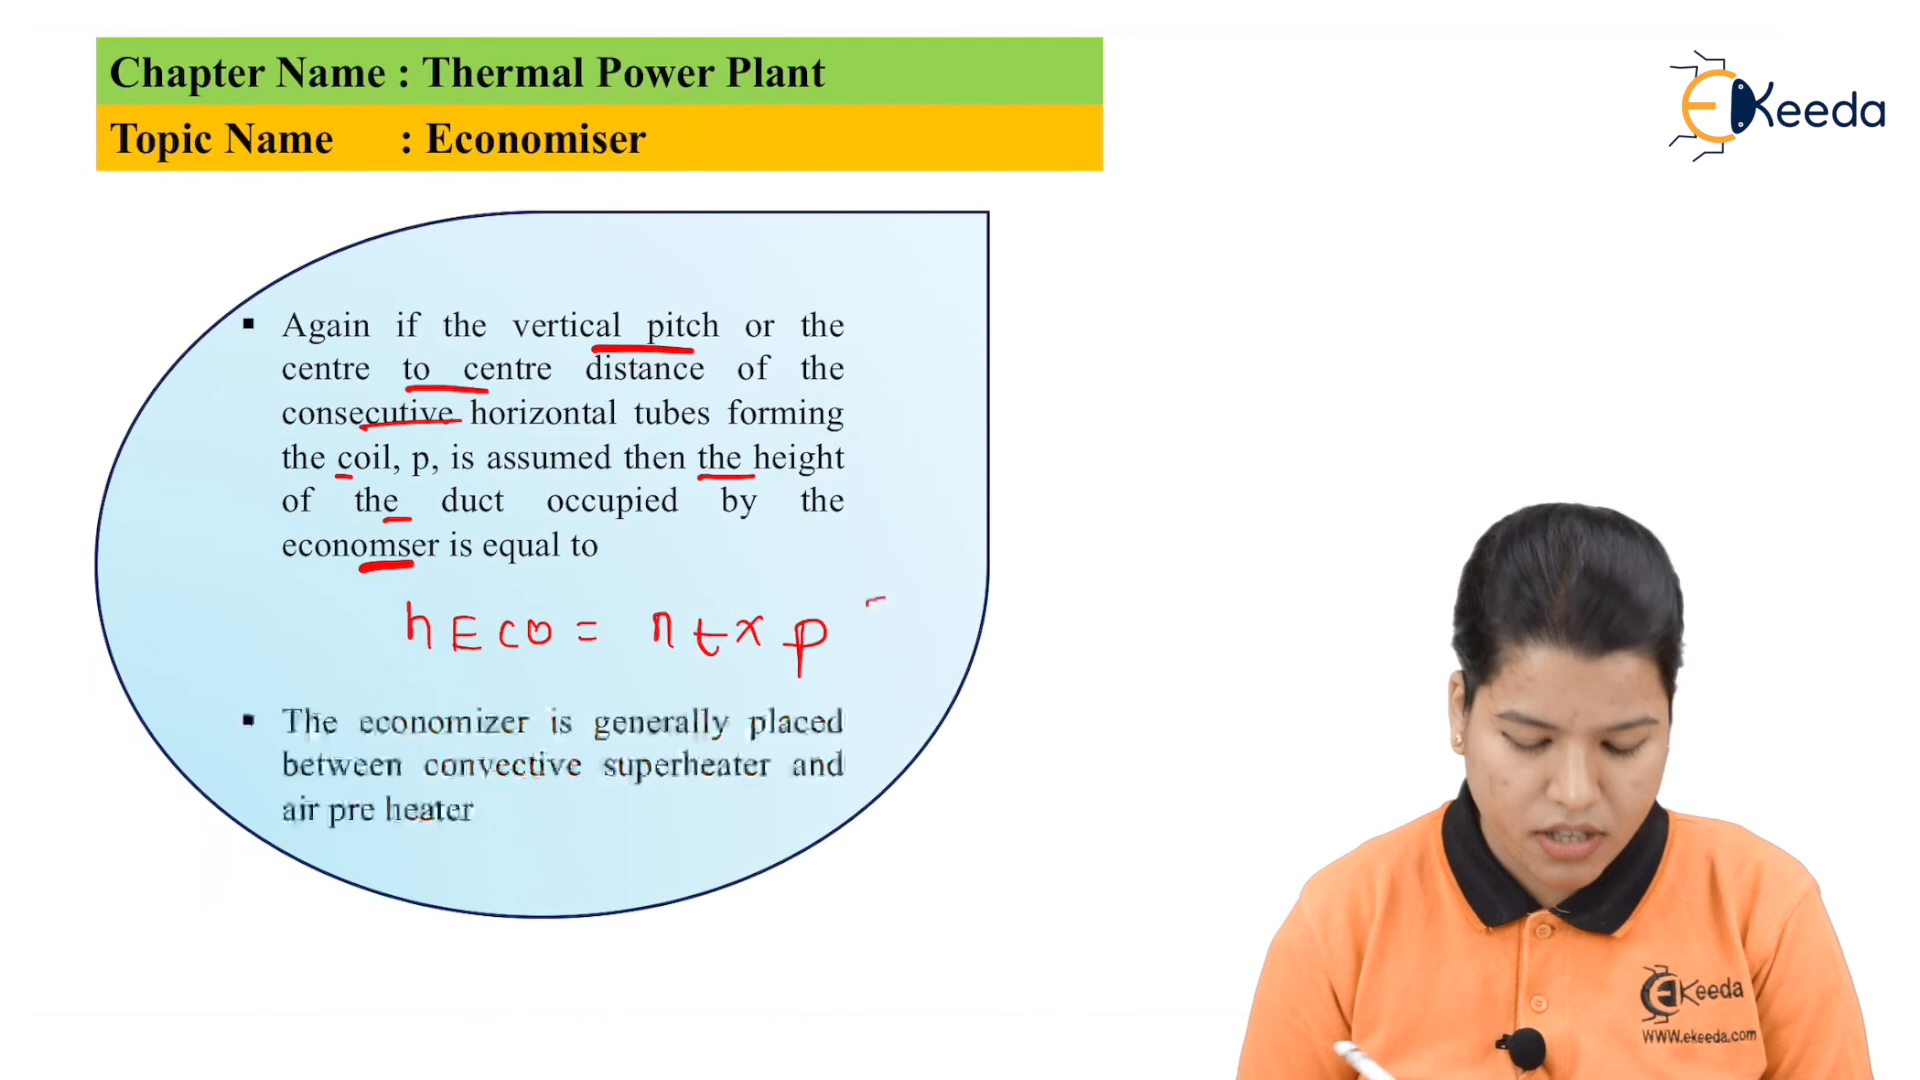 Chapter Name : Thermal Power Plant
Topic Name : Economiser
EKeeda
▪ Again if the vertical pitch or the
centre to centre distance of the
consecutive horizontal tubes forming
the coil, p, is assumed then the height
of the duct occupied by the
economser is equal to
hECO = nt x p
▪ The economizer is generally placed
between convective superheater and
air pre heater
EKeeda
WWW.ekeeda.com